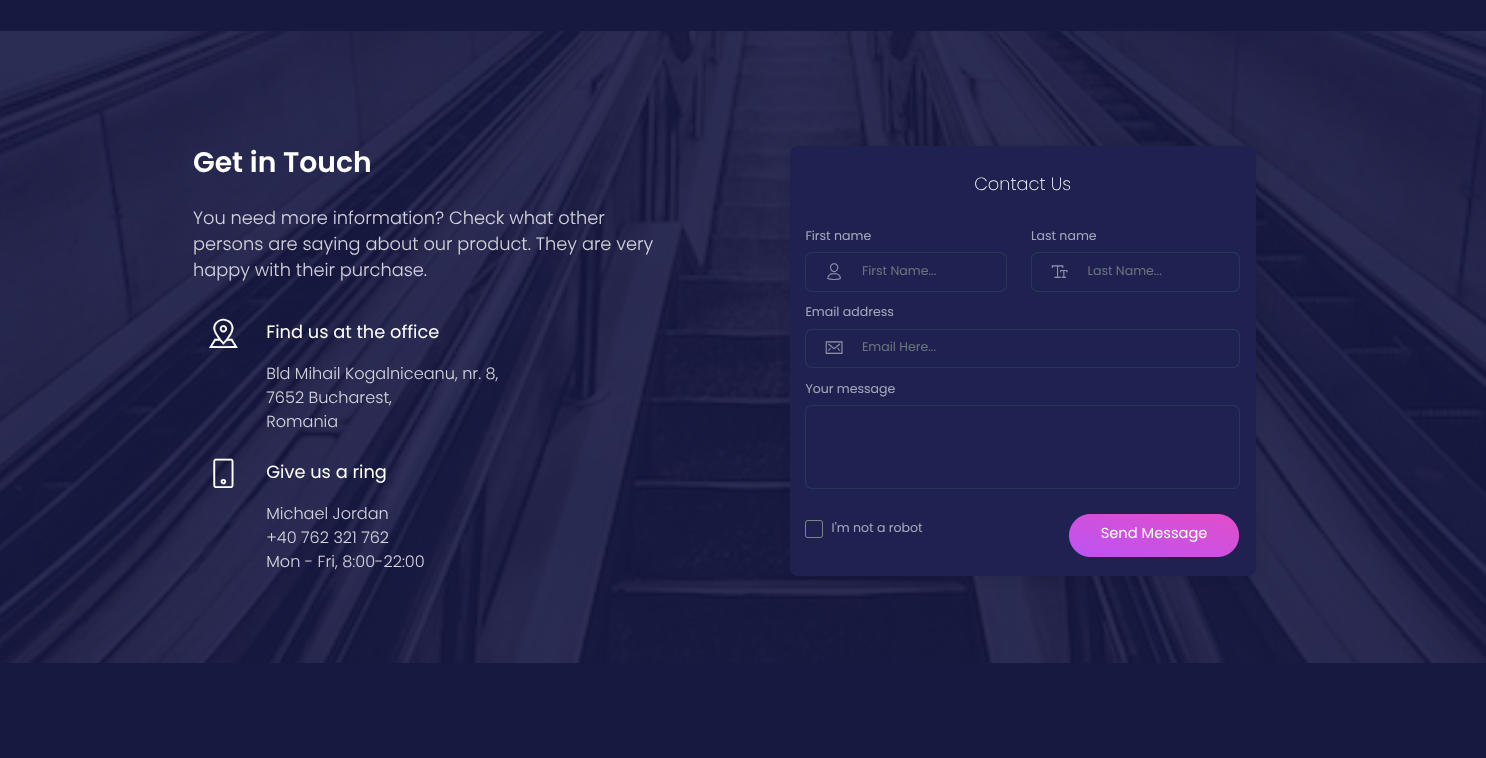 Get in Touch
You need more information? Check what other
persons are saying about our product. They are very
happy with their purchase.
Find us at the office
Bld Mihail Kogalniceanu, nr. 8,
7652 Bucharest,
Romania
Give us a ring
Michael Jordan
+40 762 321 762
Mon - Fri, 8:00-22:00
Contact Us
First name
Last name
First Name...
Last Name...
Email address
Email Here...
Your message
I'm not a robot
Send Message